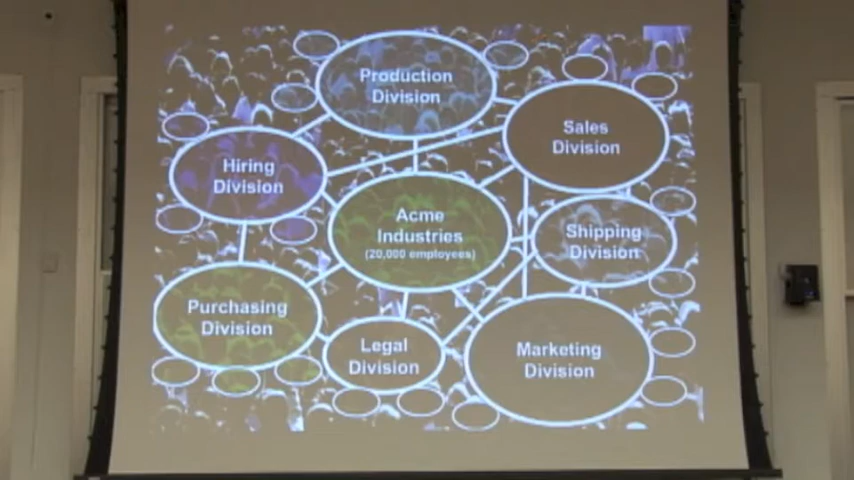 Production
Division
Sales
Division
Hiring
Division
Acme
Industries
(20,000 employees)
Shipping
Division
Purchasing
Division
Legal
Division
Marketing
Division